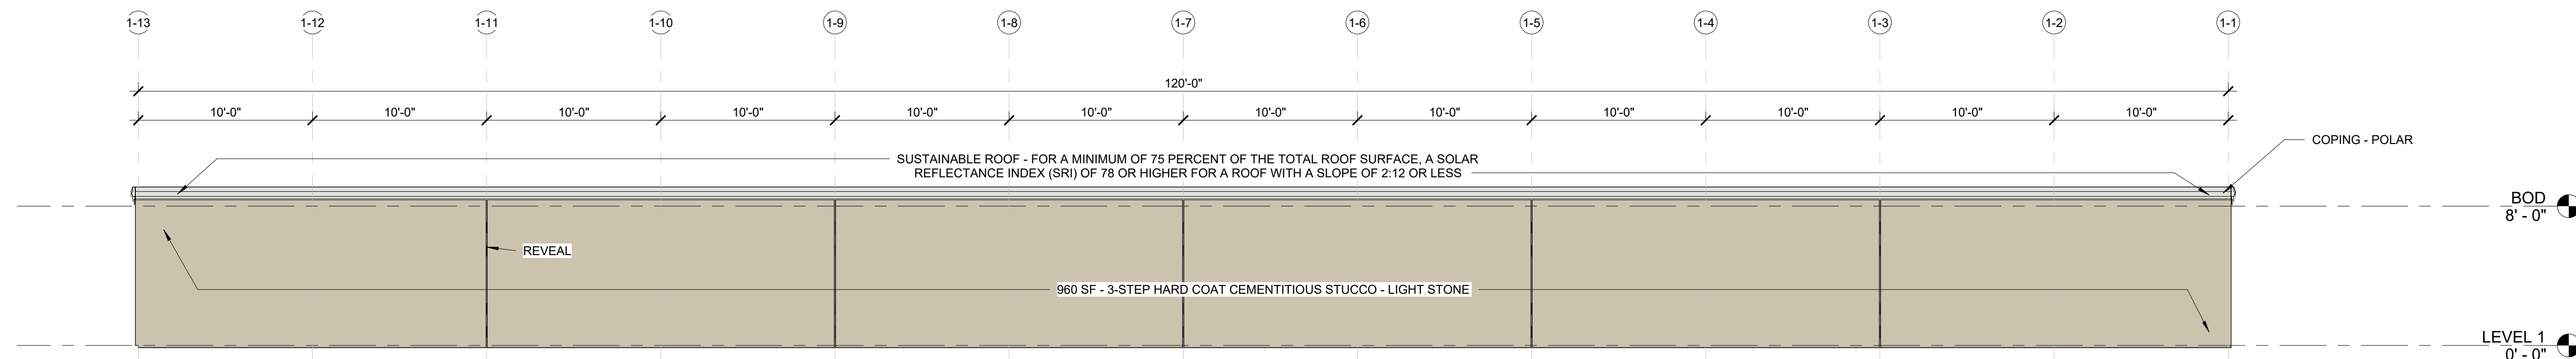 1-13 1-12 1-11 1-10 1-9 1-8 1-7 1-6 1-5 1-4 1-3 1-2 1-1
120'-0"
10'-0" 10'-0" 10'-0" 10'-0" 10'-0" 10'-0" 10'-0" 10'-0" 10'-0" 10'-0" 10'-0" 10'-0"
COPING - POLAR
SUSTAINABLE ROOF - FOR A MINIMUM OF 75 PERCENT OF THE TOTAL ROOF SURFACE, A SOLAR
REFLECTANCE INDEX (SRI) OF 78 OR HIGHER FOR A ROOF WITH A SLOPE OF 2:12 OR LESS
BOD
8' - 0"
REVEAL
960 SF - 3-STEP HARD COAT CEMENTITIOUS STUCCO - LIGHT STONE
LEVEL 1
0' - 0"